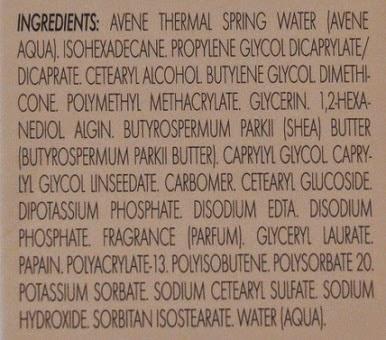 INGREDIENTS: AVENE THERMAL SPRING WATER (AVENE
AQUA). ISOHEXADECANE. PROPYLENE GLYCOL DICAPRYLATE/
DICAPRATE. CETEARYL ALCOHOL BUTYLENE GLYCOL DIMETHI-
CONE. POLYMETHYL METHACRYLATE. GLYCERIN. 1,2-HEXA-
NEDIOL ALGIN. BUTYROSPERMUM PARKII (SHEA) BUTTER
(BUTYROSPERMUM PARKII BUTTER). CAPRYLYL GLYCOL CAPRY-
LYL GLYCOL LINSEEDATE. CARBOMER. CETEARYL GLUCOSIDE.
DIPOTASSIUM PHOSPHATE. DISODIUM EDTA. DISODIUM
PHOSPHATE. FRAGRANCE (PARFUM). GLYCERYL LAURATE.
PAPAIN. POLYACRYLATE-13. POLYISOBUTENE. POLYSORBATE 20.
POTASSIUM SORBATE. SODIUM CETEARYL SULFATE. SODIUM
HYDROXIDE. SORBITAN ISOSTEARATE. WATER (AQUA).